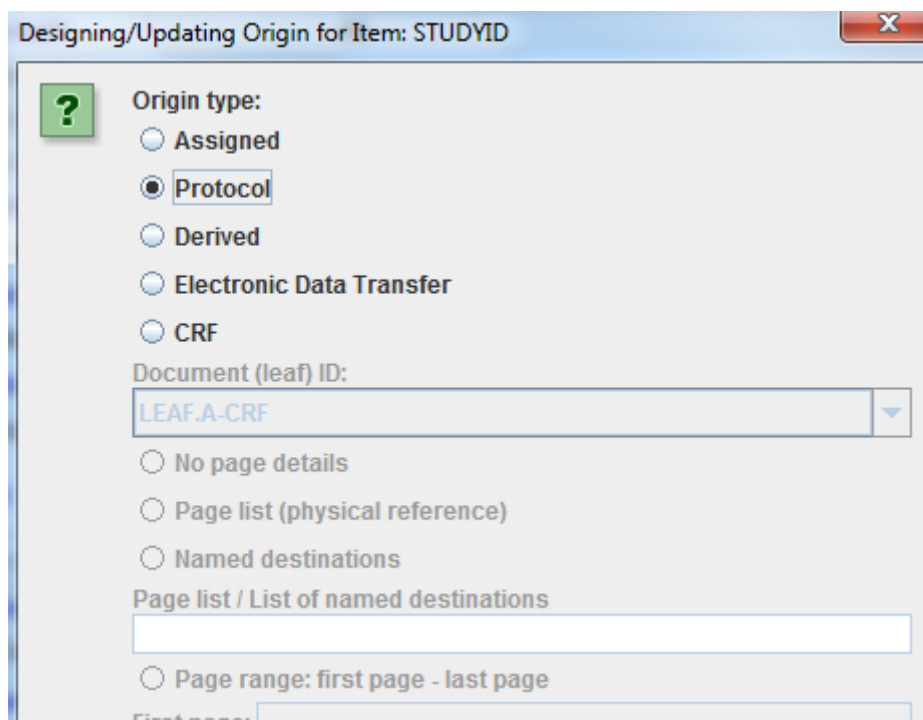 Designing/Updating Origin for Item: STUDYID
Origin type:
Assigned
Protocol
Derived
Electronic Data Transfer
CRF
Document (leaf) ID:
LEAF.A-CRF
No page details
Page list (physical reference)
Named destinations
Page list / List of named destinations
Page range: first page - last page
First page: